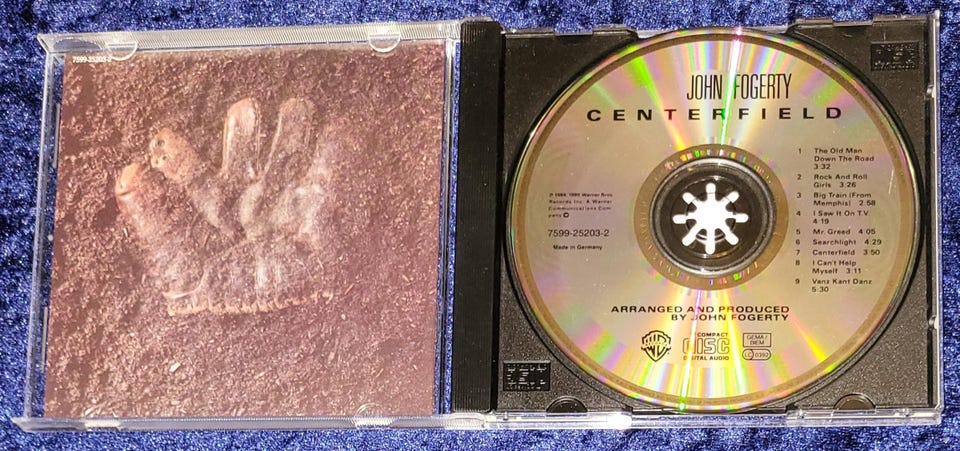 7599-25203-2
JOHN FOGERTY
CENTERFIELD
1 The Old Man
Down The Road
3:32
2 Rock And Roll
Girls 3:26
3 Big Train (From
Memphis) 2:58
4 I Saw It On T.V.
4:19
5 Mr. Greed 4:05
6 Searchlight 4:29
7 Centerfield 3:50
8 I Can't Help
Myself 3:11
9 Vanz Kant Danz
5:30
℗ 1984, 1985 Warner Bros.
Records Inc. A Warner
Communications Com
pany ©
7599-25203-2
Made in Germany
ARRANGED AND PRODUCED
BY JOHN FOGERTY
COMPACT
disc
DIGITAL AUDIO
GEMA/
BIEM
LC 0392